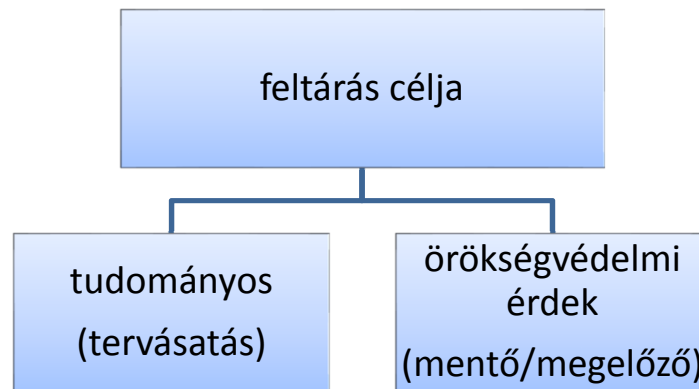 feltárás célja
tudományos
(tervásatás)
örökségvédelmi
érdek
(mentő/megelőző)